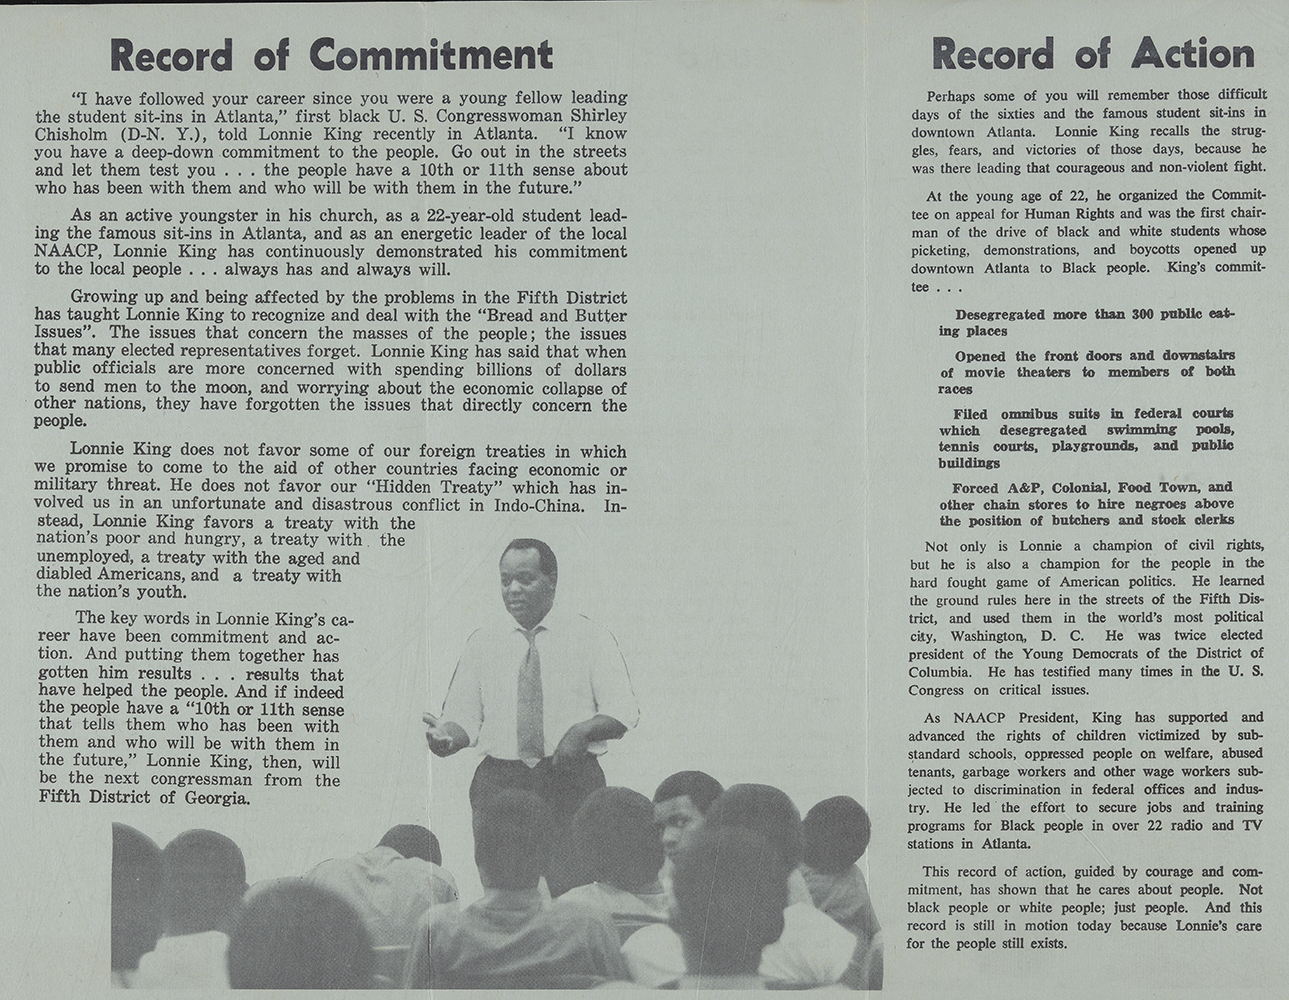 Record of Commitment
"I have followed your career since you were a young fellow leading
the student sit-ins in Atlanta," first black U. S. Congresswoman Shirley
Chisholm (D-N. Y.), told Lonnie King recently in Atlanta. "I know
you have a deep-down commitment to the people. Go out in the streets
and let them test you . . . the people have a 10th or 11th sense about
who has been with them and who will be with them in the future."
As an active youngster in his church, as a 22-year-old student lead-
ing the famous sit-ins in Atlanta, and as an energetic leader of the local
NAACP, Lonnie King has continuously demonstrated his commitment
to the local people . . . always has and always will.
Growing up and being affected by the problems in the Fifth District
has taught Lonnie King to recognize and deal with the "Bread and Butter
Issues". The issues that concern the masses of the people; the issues
that many elected representatives forget. Lonnie King has said that when
public officials are more concerned with spending billions of dollars
to send men to the moon, and worrying about the economic collapse of
other nations, they have forgotten the issues that directly concern the
people.
Lonnie King does not favor some of our foreign treaties in which
we promise to come to the aid of other countries facing economic or
military threat. He does not favor our "Hidden Treaty" which has in-
volved us in an unfortunate and disastrous conflict in Indo-China. In-
stead, Lonnie King favors a treaty with the
nation's poor and hungry, a treaty with the
unemployed, a treaty with the aged and
diabled Americans, and a treaty with
the nation's youth.
The key words in Lonnie King's ca-
reer have been commitment and ac-
tion. And putting them together has
gotten him results . . . results that
have helped the people. And if indeed
the people have a "10th or 11th sense
that tells them who has been with
them and who will be with them in
the future," Lonnie King, then, will
be the next congressman from the
Fifth District of Georgia.
Record of Action
Perhaps some of you will remember those difficult
days of the sixties and the famous student sit-ins in
downtown Atlanta. Lonnie King recalls the strug-
gles, fears, and victories of those days, because he
was there leading that courageous and non-violent fight.
At the young age of 22, he organized the Commit-
tee on appeal for Human Rights and was the first chair-
man of the drive of black and white students whose
picketing, demonstrations, and boycotts opened up
downtown Atlanta to Black people. King's commit-
tee . . .
Desegregated more than 300 public eat-
ing places
Opened the front doors and downstairs
of movie theaters to members of both
races
Filed omnibus suits in federal courts
which desegregated swimming pools,
tennis courts, playgrounds, and public
buildings
Forced A&P, Colonial, Food Town, and
other chain stores to hire negroes above
the position of butchers and stock clerks
Not only is Lonnie a champion of civil rights,
but he is also a champion for the people in the
hard fought game of American politics. He learned
the ground rules here in the streets of the Fifth Dis-
trict, and used them in the world's most political
city, Washington, D. C. He was twice elected
president of the Young Democrats of the District of
Columbia. He has testified many times in the U. S.
Congress on critical issues.
As NAACP President, King has supported and
advanced the rights of children victimized by sub-
standard schools, oppressed people on welfare, abused
tenants, garbage workers and other wage workers sub-
jected to discrimination in federal offices and indus-
try. He led the effort to secure jobs and training
programs for Black people in over 22 radio and TV
stations in Atlanta.
This record of action, guided by courage and com-
mitment, has shown that he cares about people. Not
black people or white people; just people. And this
record is still in motion today because Lonnie's care
for the people still exists.